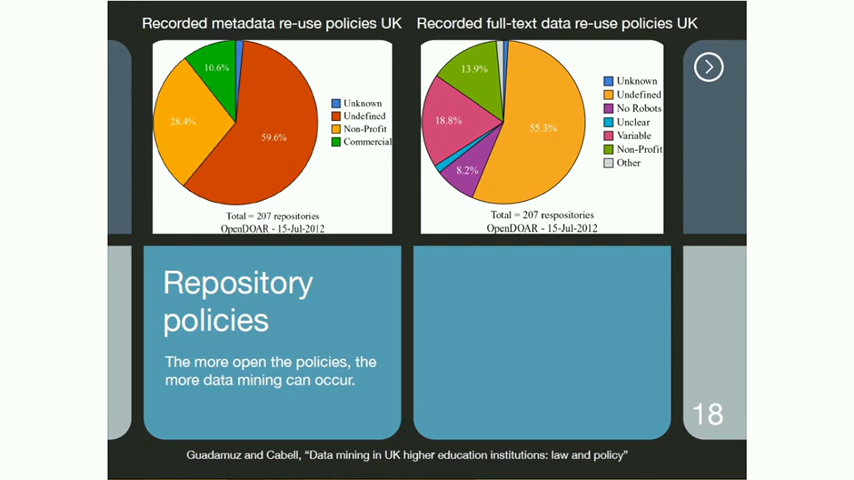 Recorded metadata re-use policies UK
Recorded full-text data re-use policies UK
10.6%
28.4%
59.6%
Unknown
Undefined
Non-Profit
Commercial
Total = 207 repositories
OpenDOAR - 15-Jul-2012
13.9%
18.8%
55.3%
8.2%
Unknown
Undefined
No Robots
Unclear
Variable
Non-Profit
Other
Total = 207 repositories
OpenDOAR - 15-Jul-2012
Repository
policies
The more open the policies, the
more data mining can occur.
18
Guadamuz and Cabell, “Data mining in UK higher education institutions: law and policy”